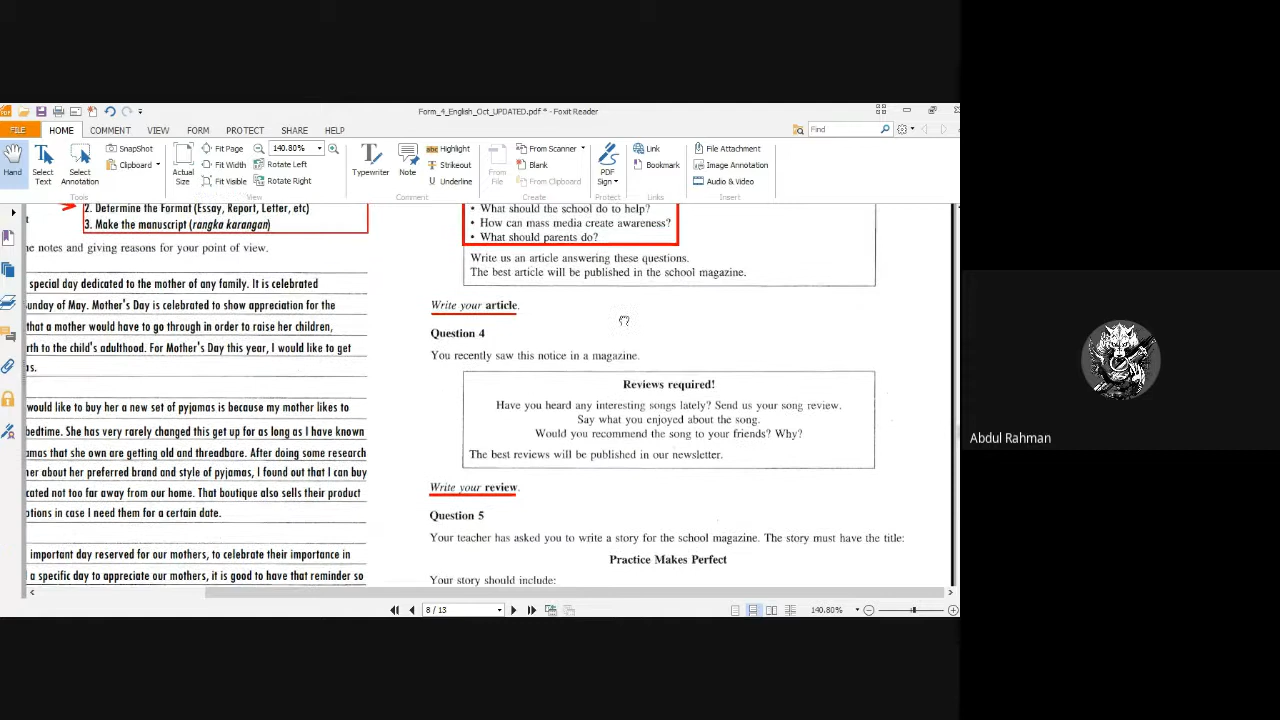 Form_4_English_Oct_UPDATED.pdf * - Foxit Reader
FILE
HOME
COMMENT
VIEW
FORM
PROTECT
SHARE
HELP
Find
Hand
Select Text
Select Annotation
SnapShot
Clipboard
Tools
Actual Size
Fit Page
Fit Width
Fit Visible
140.80%
Rotate Left
Rotate Right
View
Typewriter
Note
Highlight
Strikeout
Underline
Comment
From File
From Scanner
Blank
From Clipboard
Create
PDF Sign
Protect
Link
Bookmark
Links
File Attachment
Image Annotation
Audio & Video
Insert
2. Determine the Format (Essay, Report, Letter, etc)
3. Make the manuscript (rangka karangan)
ne notes and giving reasons for your point of view.
special day dedicated to the mother of any family. It is celebrated
unday of May. Mother's Day is celebrated to show appreciation for the
that a mother would have to go through in order to raise her children,
rth to the child's adulthood. For Mother's Day this year, I would like to get
as.
would like to buy her a new set of pyjamas is because my mother likes to
bedtime. She has very rarely changed this get up for as long as I have known
amas that she own are getting old and threadbare. After doing some research
her about her preferred brand and style of pyjamas, I found out that I can buy
cated not too far away from our home. That boutique also sells their product
ptions in case I need them for a certain date.
important day reserved for our mothers, to celebrate their importance in
l a specific day to appreciate our mothers, it is good to have that reminder so
• What should the school do to help?
• How can mass media create awareness?
• What should parents do?
Write us an article answering these questions.
The best article will be published in the school magazine.
Write your article.
Question 4
You recently saw this notice in a magazine.
Reviews required!
Have you heard any interesting songs lately? Send us your song review.
Say what you enjoyed about the song.
Would you recommend the song to your friends? Why?
The best reviews will be published in our newsletter.
Write your review.
Question 5
Your teacher has asked you to write a story for the school magazine. The story must have the title:
Practice Makes Perfect
Your story should include:
8 / 13
140.80%
Abdul Rahman